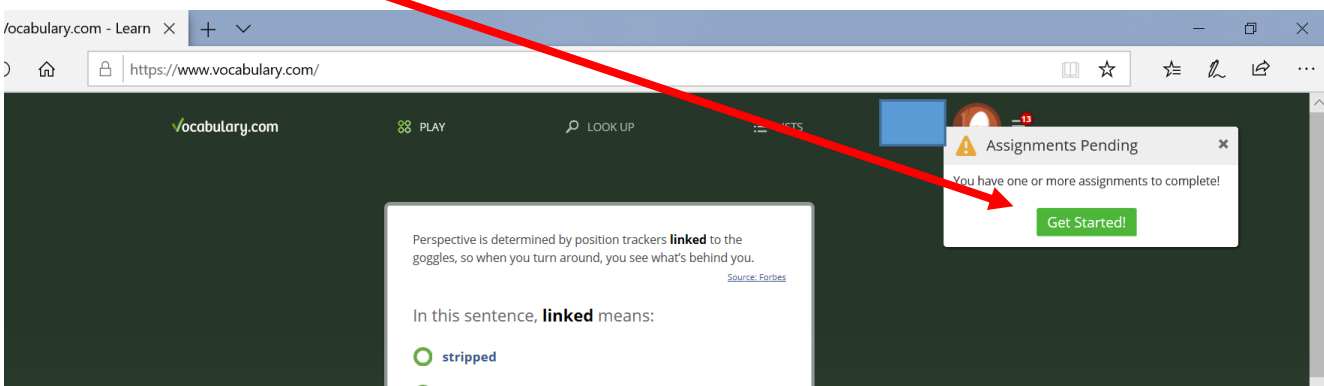 Vocabulary.com - Learn
https://www.vocabulary.com/
Vocabulary.com PLAY LOOK UP
13
Assignments Pending
You have one or more assignments to complete!
Get Started!
Perspective is determined by position trackers linked to the
goggles, so when you turn around, you see what's behind you.
Source: Forbes
In this sentence, linked means:
stripped